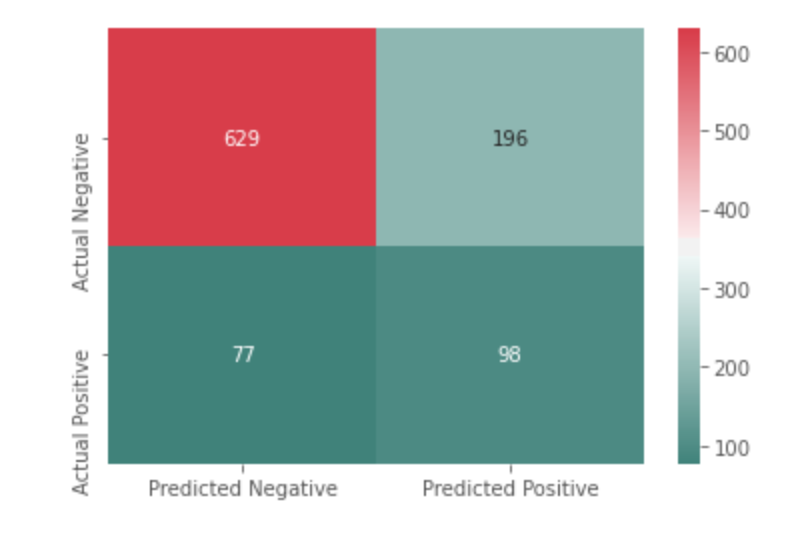 Actual Negative
629
196
Actual Positive
77
98
Predicted Negative
Predicted Positive
600
500
400
300
200
100